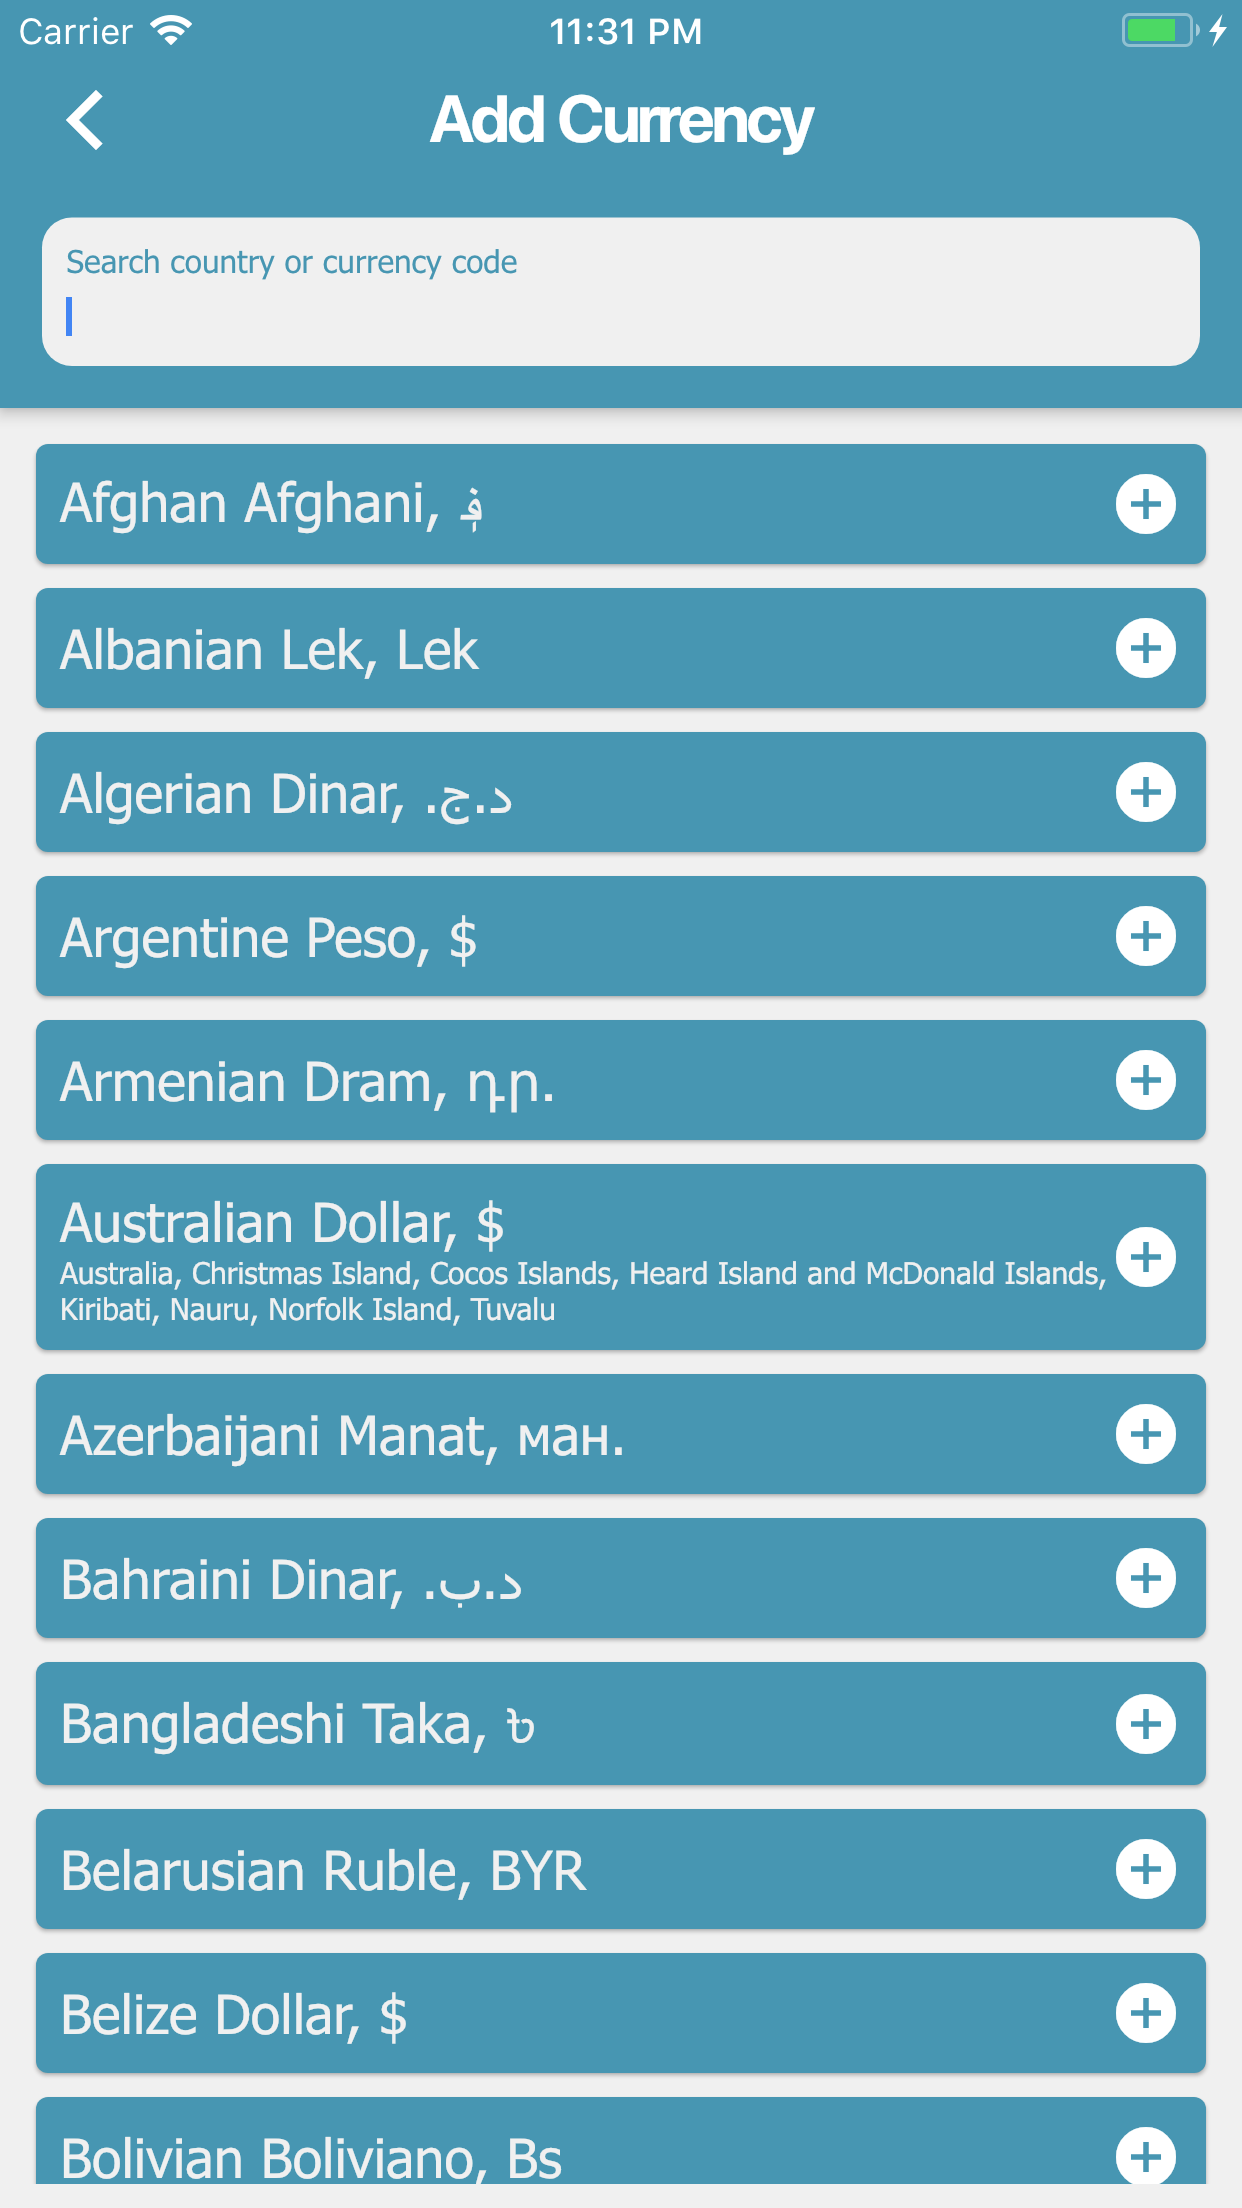 Carrier 11:31 PM
Add Currency
Search country or currency code
Afghan Afghani, ؋
Albanian Lek, Lek
Algerian Dinar, د.ج.
Argentine Peso, $
Armenian Dram, դր.
Australian Dollar, $
Australia, Christmas Island, Cocos Islands, Heard Island and McDonald Islands,
Kiribati, Nauru, Norfolk Island, Tuvalu
Azerbaijani Manat, ман.
Bahraini Dinar, د.ب.
Bangladeshi Taka, ৳
Belarusian Ruble, BYR
Belize Dollar, $
Bolivian Boliviano, Bs